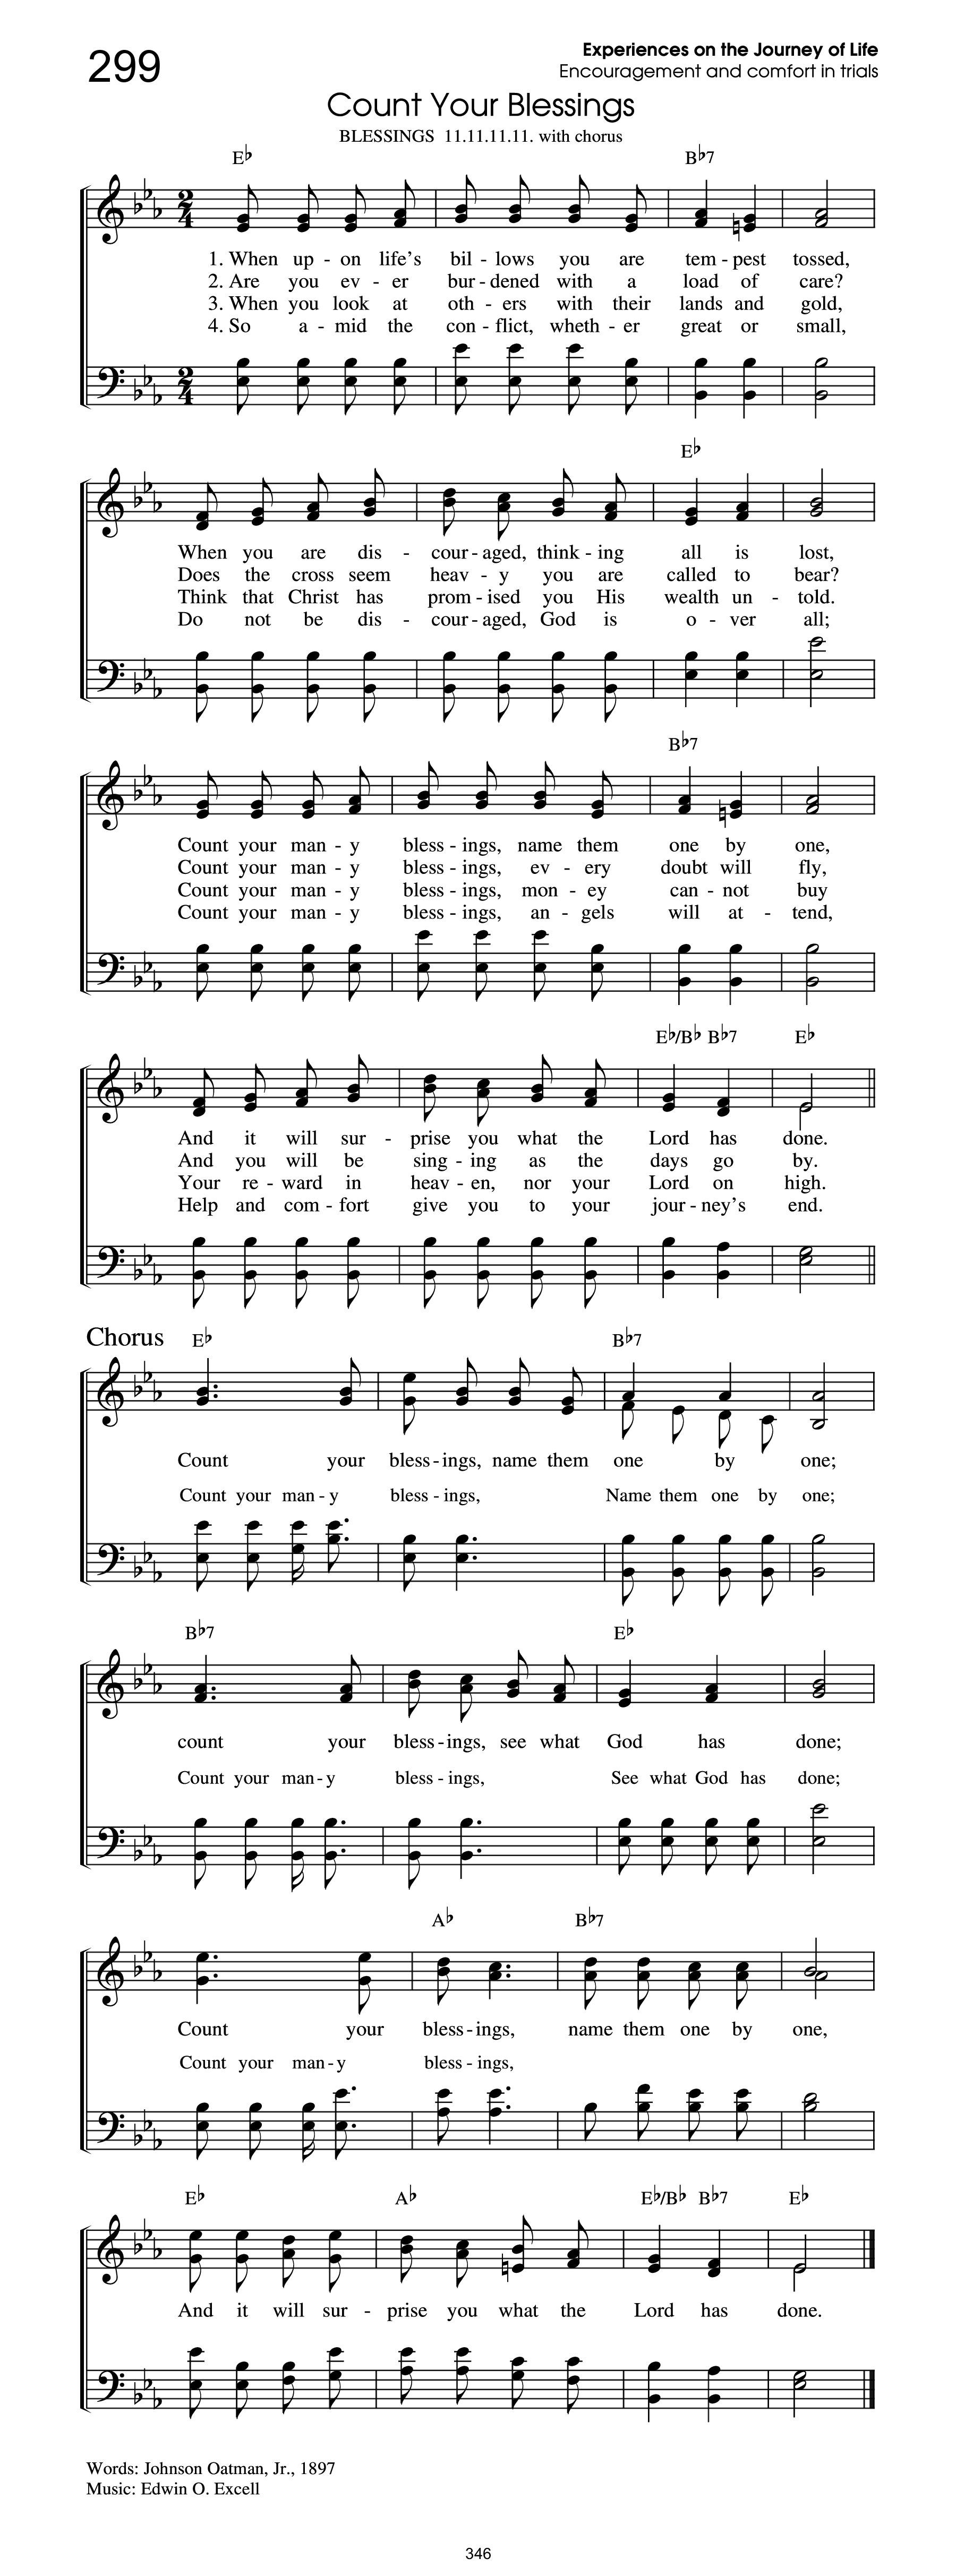 299
Experiences on the Journey of Life
Encouragement and comfort in trials
Count Your Blessings
BLESSINGS 11.11.11.11. with chorus
E♭ B♭7
2 4
1. When up - on life's bil - lows you are tem - pest tossed,
2. Are you ev - er bur - dened with a load of care?
3. When you look at oth - ers with their lands and gold,
4. So a - mid the con - flict, wheth - er great or small,
2 4
E♭
When you are dis - cour - aged, think - ing all is lost,
Does the cross seem heav - y you are called to bear?
Think that Christ has prom - ised you His wealth un - told.
Do not be dis - cour - aged, God is o - ver all;
B♭7
Count your man - y bless - ings, name them one by one,
Count your man - y bless - ings, ev - ery doubt will fly,
Count your man - y bless - ings, mon - ey can - not buy
Count your man - y bless - ings, an - gels will at - tend,
E♭/B♭ B♭7 E♭
And it will sur - prise you what the Lord has done.
And you will be sing - ing as the days go by.
Your re - ward in heav - en, nor your Lord on high.
Help and com - fort give you to your jour - ney's end.
Chorus E♭ B♭7
Count your bless - ings, name them one by one;
Count your man - y bless - ings, Name them one by one;
B♭7 E♭
count your bless - ings, see what God has done;
Count your man - y bless - ings, See what God has done;
A♭ B♭7
Count your bless - ings, name them one by one,
Count your man - y bless - ings,
E♭ A♭ E♭/B♭ B♭7 E♭
And it will sur - prise you what the Lord has done.
Words: Johnson Oatman, Jr., 1897
Music: Edwin O. Excell
346